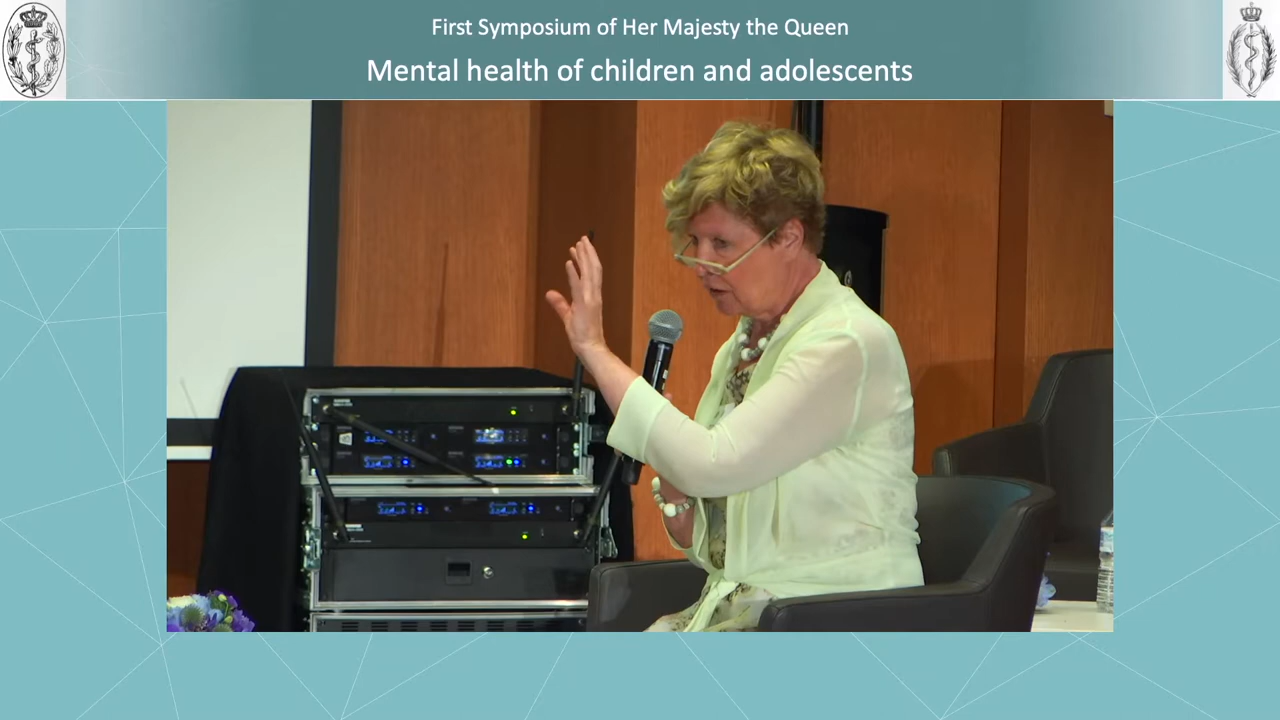 First Symposium of Her Majesty the Queen
Mental health of children and adolescents